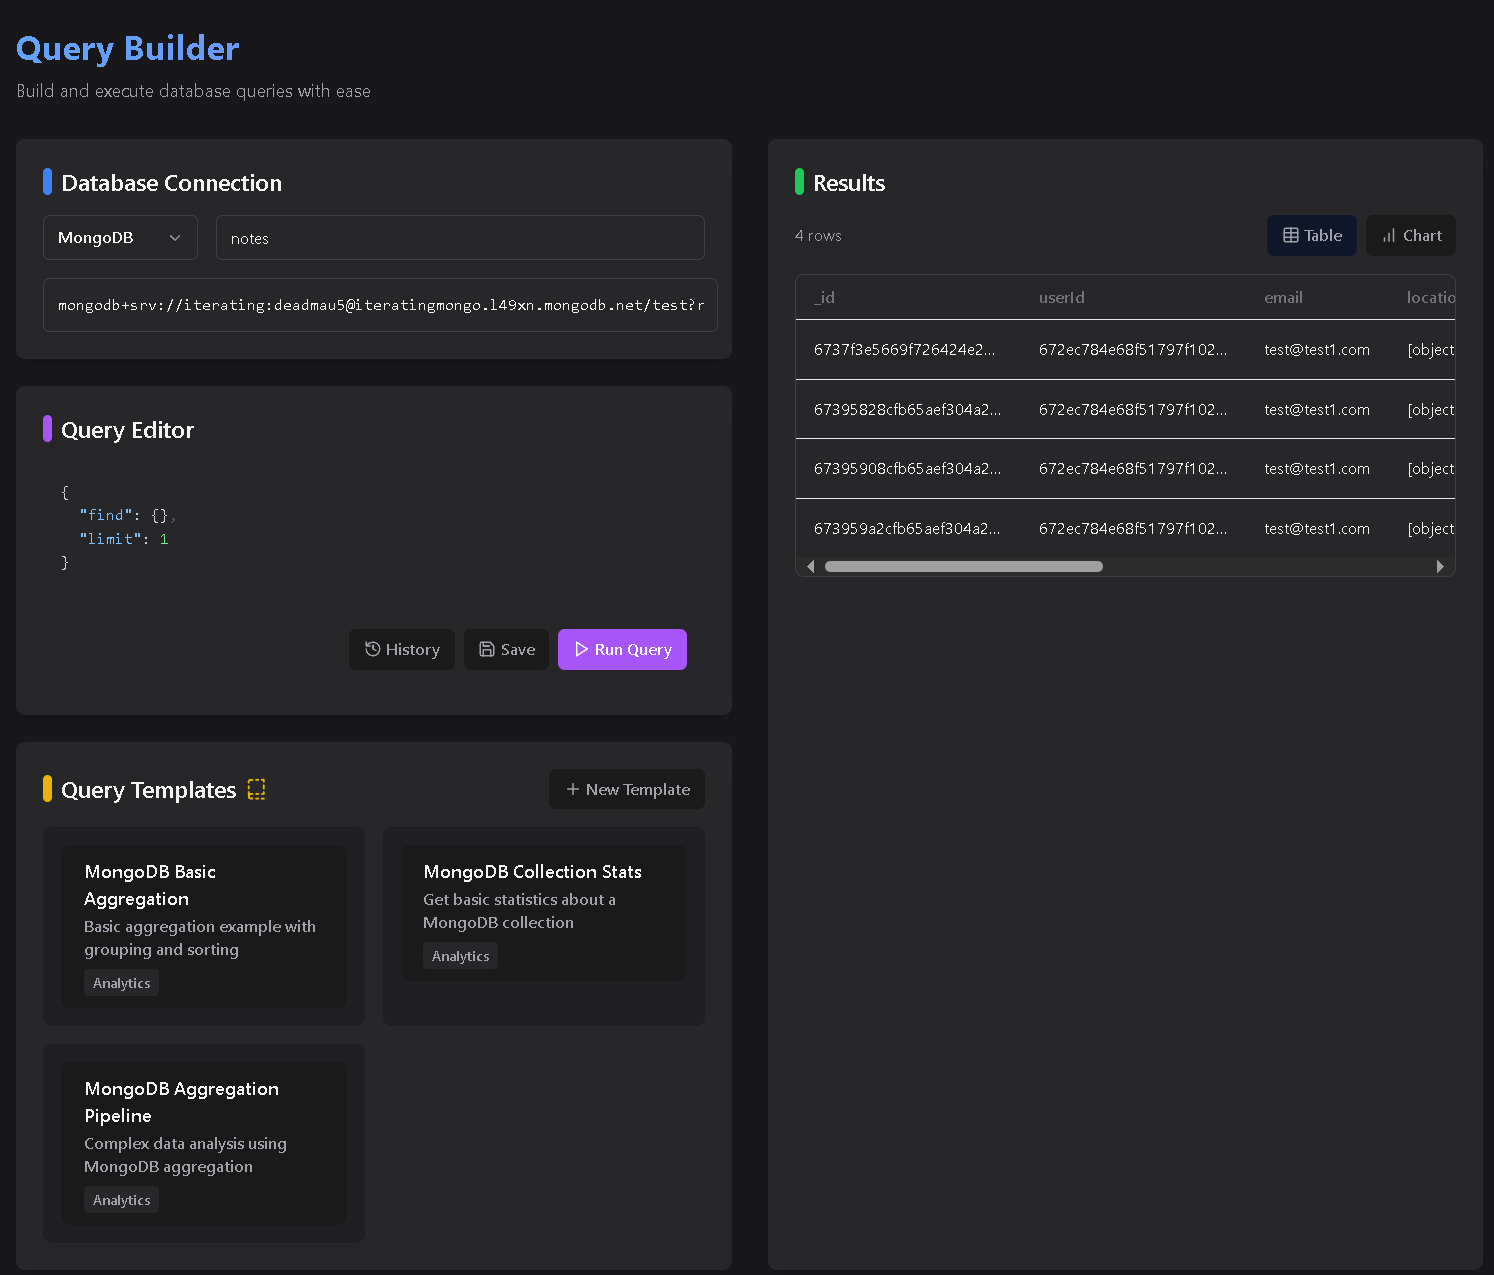 Query Builder
Build and execute database queries with ease
Database Connection
MongoDB
notes
mongodb+srv://iterating:deadmau5@iteratingmongo.l49xn.mongodb.net/test?r
Query Editor
{
"find": {},
"limit": 1
}
History
Save
Run Query
Query Templates
New Template
MongoDB Basic
Aggregation
Basic aggregation example with
grouping and sorting
Analytics
MongoDB Collection Stats
Get basic statistics about a
MongoDB collection
Analytics
MongoDB Aggregation
Pipeline
Complex data analysis using
MongoDB aggregation
Analytics
Results
4 rows
Table
Chart
_id userId email locatio
6737f3e5669f726424e2... 672ec784e68f51797f102... test@test1.com [object
67395828cfb65aef304a2... 672ec784e68f51797f102... test@test1.com [object
67395908cfb65aef304a2... 672ec784e68f51797f102... test@test1.com [object
673959a2cfb65aef304a2... 672ec784e68f51797f102... test@test1.com [object